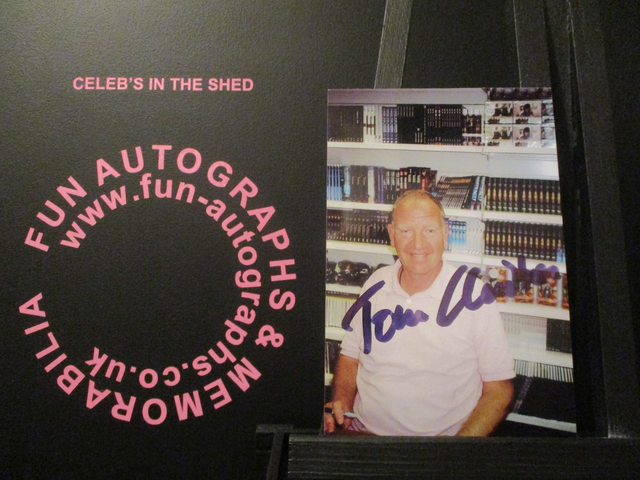 CELEB'S IN THE SHED
FUN AUTOGRAPHS & MEMORABILIA
www.fun-autographs.co.uk
Tom